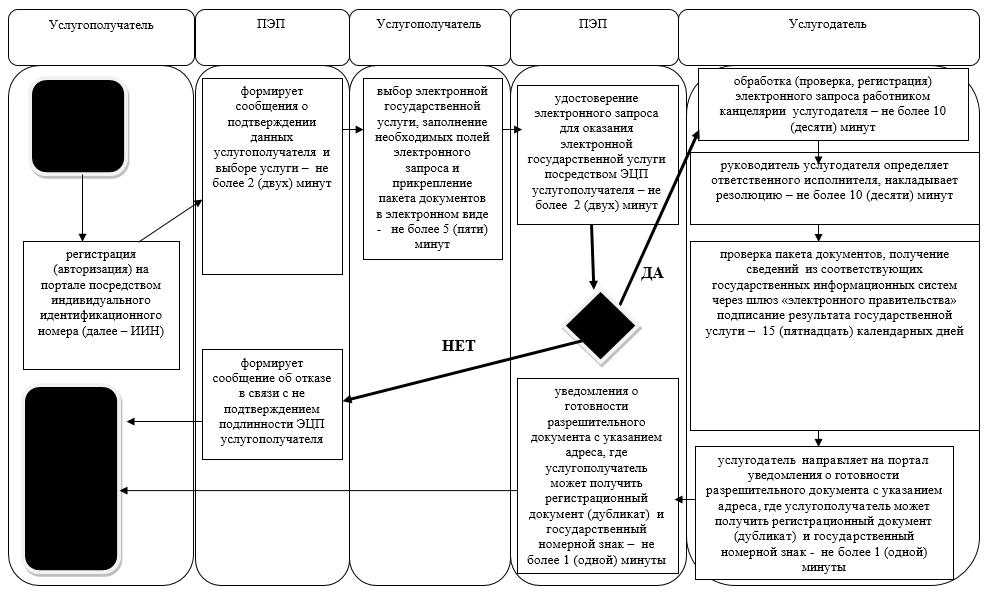 Услугополучатель
ПЭП
Услугополучатель
ПЭП
Услугодатель
регистрация
(авторизация) на
портале посредством
индивидуального
идентификационного
номера (далее – ИИН)
формирует
сообщения о
подтверждении
данных
услугополучателя и
выборе услуги – не
более 2 (двух) минут
выбор электронной
государственной
услуги, заполнение
необходимых полей
электронного
запроса и
прикрепление
пакета документов
в электронном виде
- не более 5 (пяти)
минут
удостоверение
электронного запроса
для оказания
электронной
государственной услуги
посредством ЭЦП
услугополучателя – не
более 2 (двух) минут
ДА
НЕТ
формирует
сообщение об отказе
в связи с не
подтверждением
подлинности ЭЦП
услугополучателя
обработка (проверка, регистрация)
электронного запроса работником
канцелярии услугодателя – не более 10
(десяти) минут
руководитель услугодателя определяет
ответственного исполнителя, накладывает
резолюцию – не более 10 (десяти) минут
проверка пакета документов, получение
сведений из соответствующих
государственных информационных систем
через шлюз «электронного правительства»
подписание результата государственной
услуги – 15 (пятнадцать) календарных дней
услугодатель направляет на портал
уведомления о готовности
разрешительного документа с указанием
адреса, где услугополучатель может
получить регистрационный документ
(дубликат) и государственный
номерной знак - не более 1 (одной)
минуты
уведомления о
готовности
разрешительного
документа с указанием
адреса, где
услугополучатель
может получить
регистрационный
документ (дубликат) и
государственный
номерной знак – не
более 1 (одной) минуты